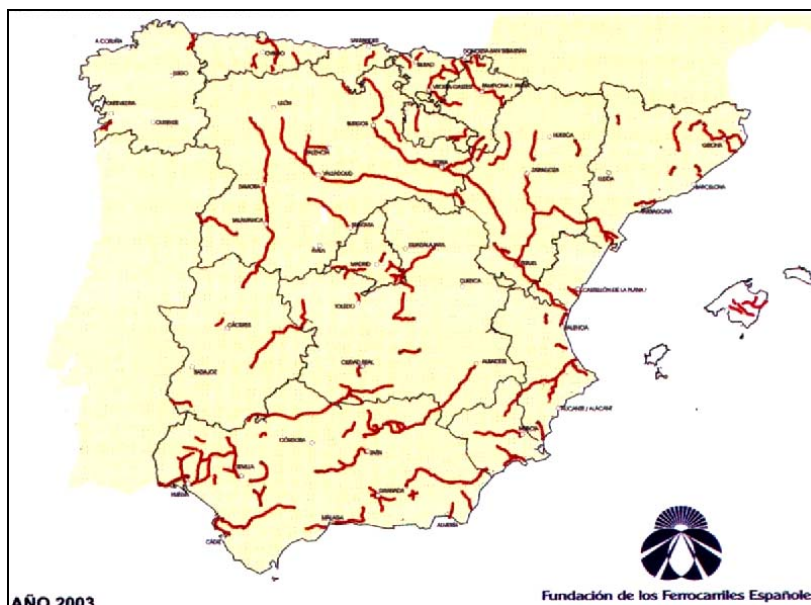 A CORUÑA
LUGO
OVIEDO
SANTANDER
BILBAO
DONOSTIA-SAN SEBASTIÁN
VITORIA-GASTEIZ
PAMPLONA / IRUÑA
PONTEVEDRA
OURENSE
LEÓN
BURGOS
PALENCIA
HUESCA
GIRONA
ZAMORA
VALLADOLID
SORIA
ZARAGOZA
LLEIDA
BARCELONA
TARRAGONA
SALAMANCA
SEGOVIA
ÁVILA
GUADALAJARA
MADRID
TERUEL
CUENCA
TOLEDO
CASTELLÓN DE LA PLANA /
VALENCIA
CÁCERES
CIUDAD REAL
ALBACETE
BADAJOZ
ALICANTE / ALACANT
MURCIA
CÓRDOBA
JAÉN
SEVILLA
HUELVA
GRANADA
MÁLAGA
ALMERÍA
CÁDIZ
AÑO 2003
Fundación de los Ferrocarriles Españole